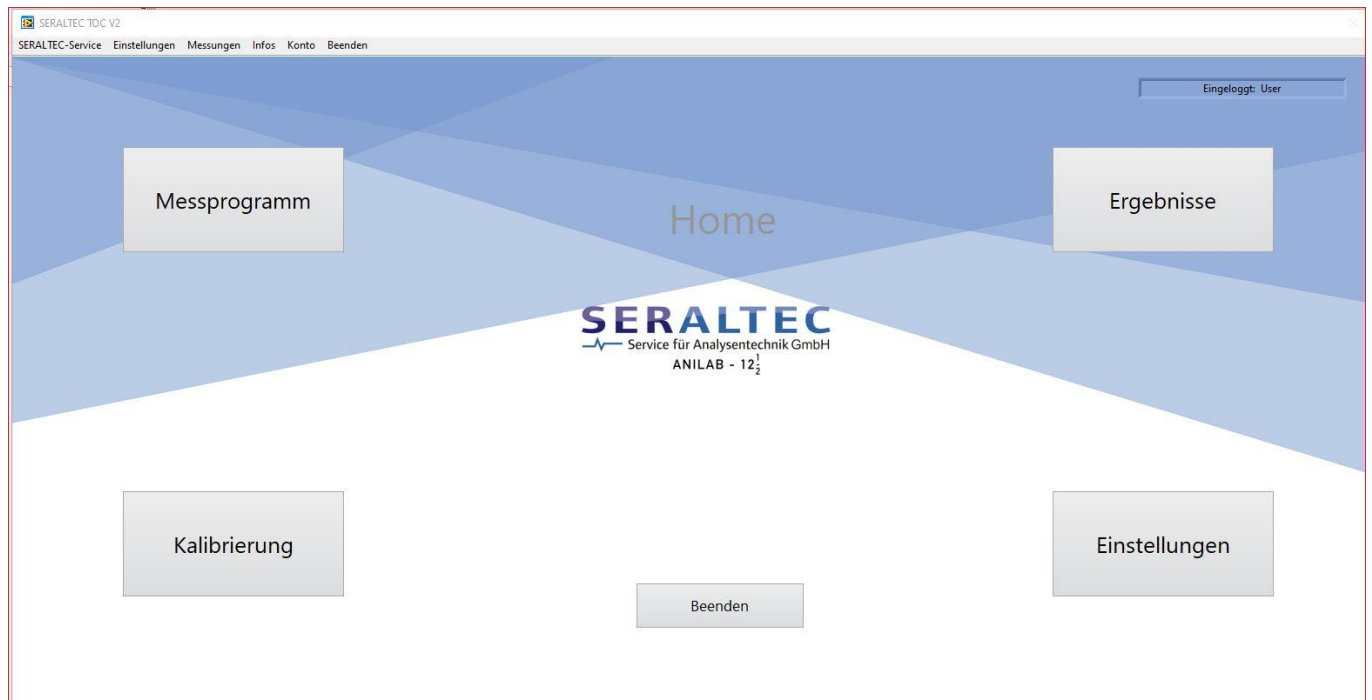 SERALTEC TOC V2
SERALTEC-Service Einstellungen Messungen Infos Konto Beenden
Eingeloggt: User
Messprogramm
Ergebnisse
Home
SERALTEC
Service für Analysentechnik GmbH
ANILAB - 12½
Kalibrierung
Einstellungen
Beenden